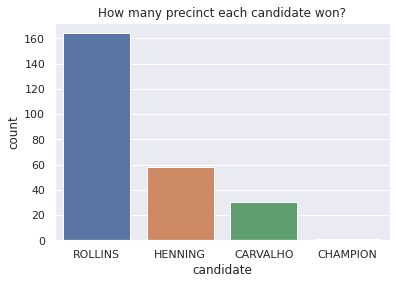 How many precinct each candidate won?
160
140
120
100
80
60
40
20
0
count
ROLLINS HENNING CARVALHO CHAMPION
candidate